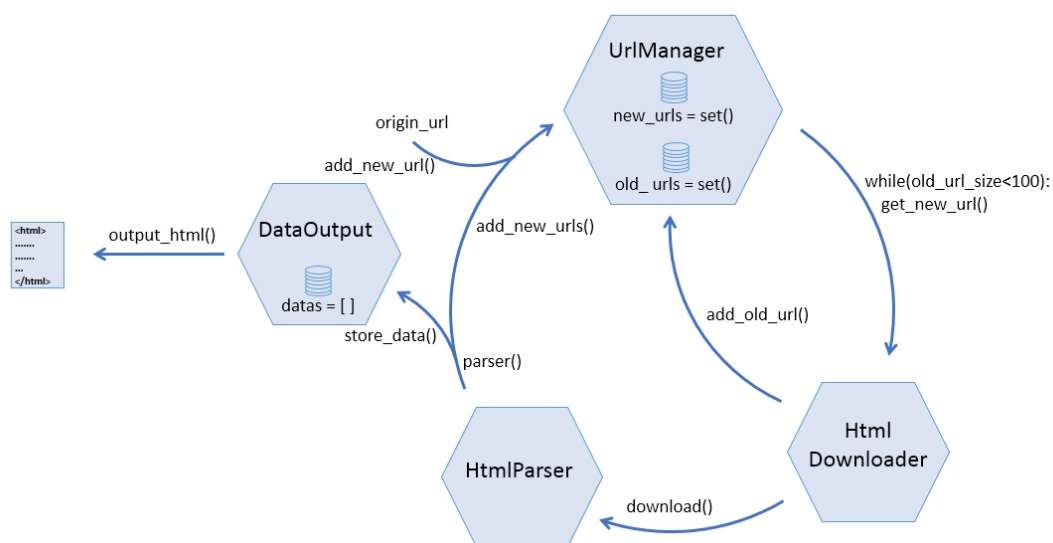 UrlManager
new_urls = set()
old_ urls = set()
origin_url
add_new_url()
while(old_url_size<100):
get_new_url()
add_new_urls()
DataOutput
datas = [ ]
output_html()
<html>
.......
.......
...
</html>
store_data()
parser()
add_old_url()
HtmlParser
Html
Downloader
download()